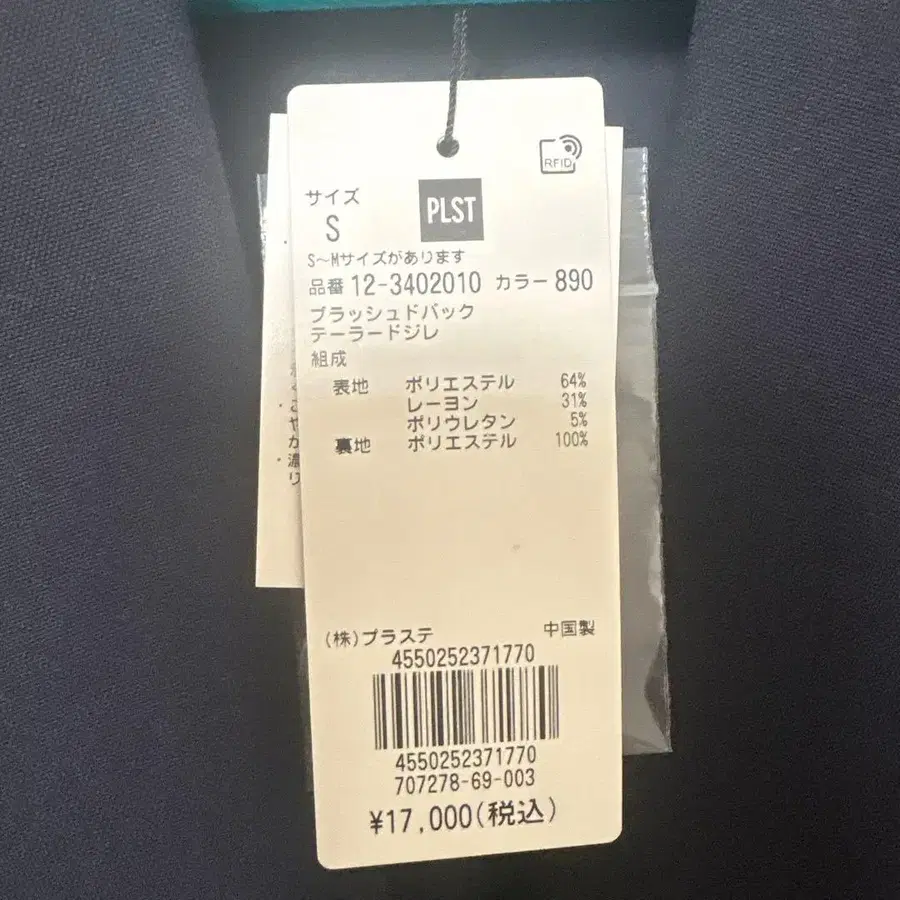 RFID
サイズ
S
PLST
S～Mサイズがあります
品番 12-3402010 カラー 890
ブラッシュドバック
テーラードジレ
組成
表地 ポリエステル 64%
レーヨン 31%
ポリウレタン 5%
裏地 ポリエステル 100%
(株)プラステ 中国製
4550252371770
4550252371770
707278-69-003
¥17,000(税込)